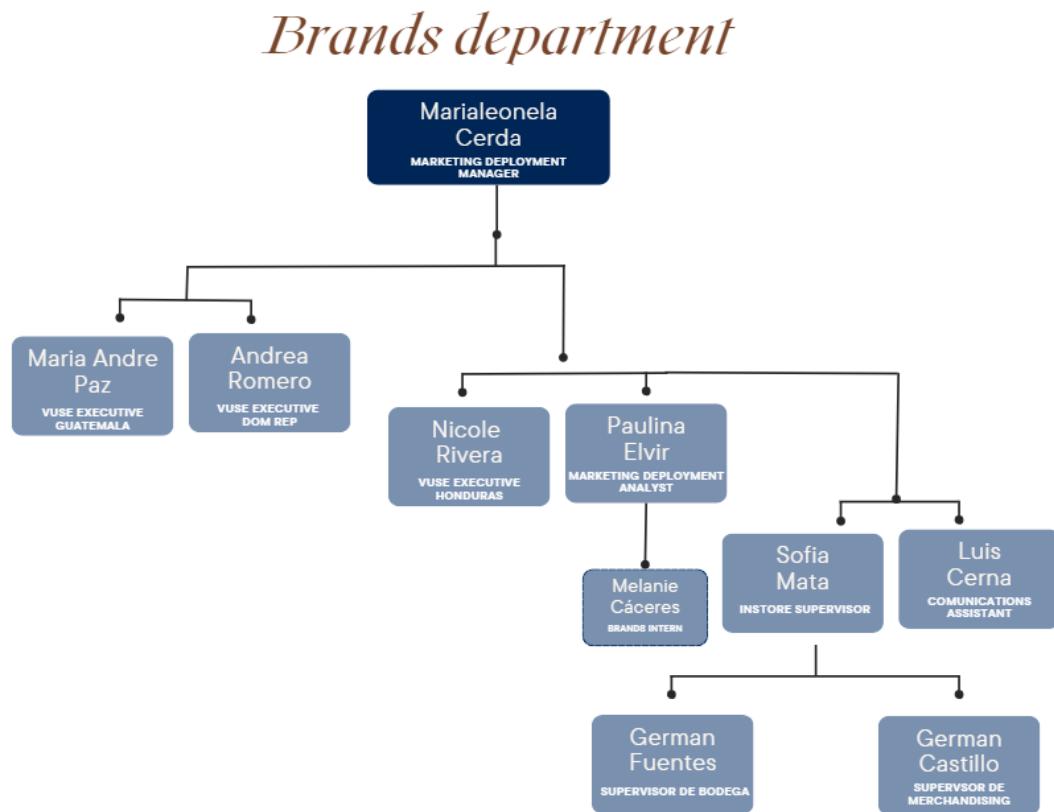 Brands department
Marialeonela
Cerda
MARKETING DEPLOYMENT
MANAGER
Maria Andre
Paz
VUSE EXECUTIVE
GUATEMALA
Andrea
Romero
VUSE EXECUTIVE
DOM REP
Nicole
Rivera
VUSE EXECUTIVE
HONDURAS
Paulina
Elvir
MARKETING DEPLOYMENT
ANALYST
Melanie
Cáceres
BRANDS INTERN
Sofia
Mata
INSTORE SUPERVISOR
Luis
Cerna
COMUNICATIONS
ASSISTANT
German
Fuentes
SUPERVISOR DE BODEGA
German
Castillo
SUPERVSOR DE
MERCHANDISING